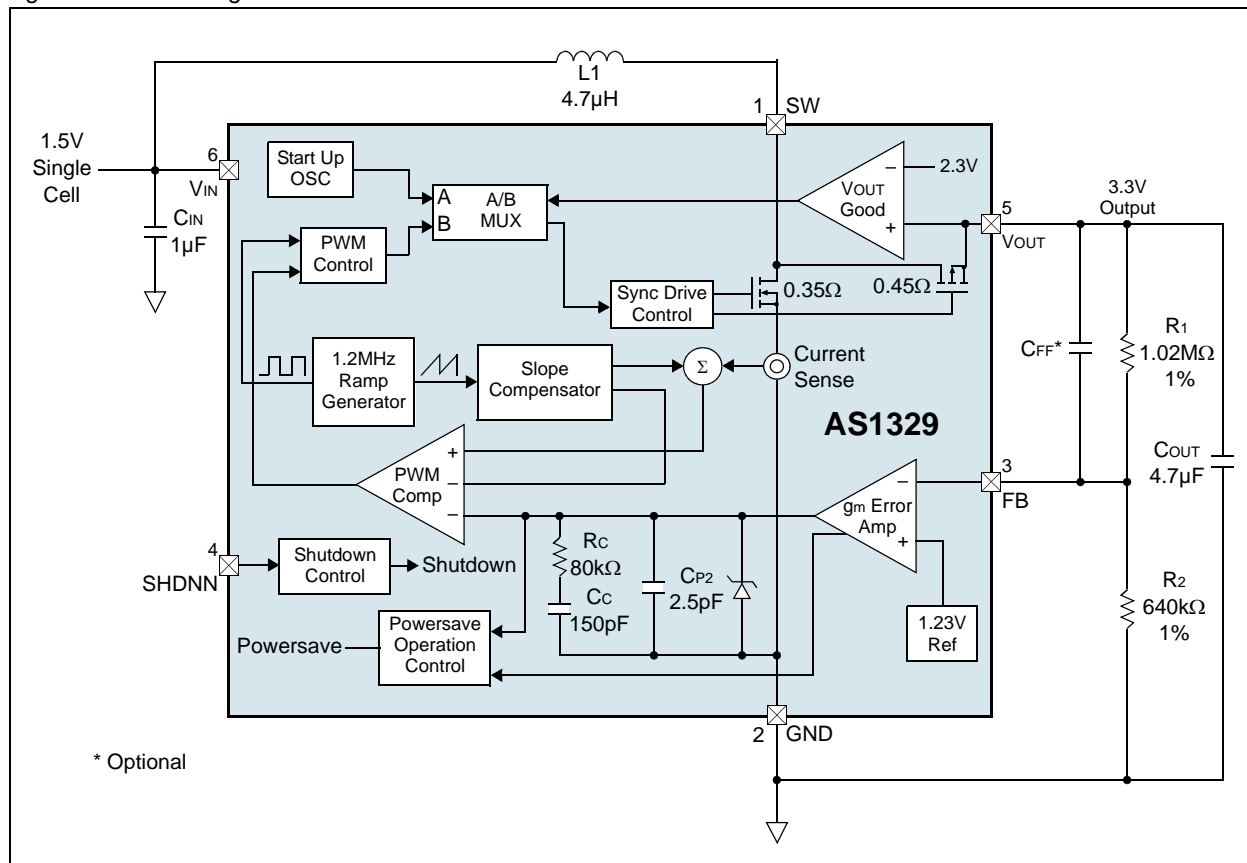 L1
4.7µH
1 SW
1.5V
Single
Cell
6
VIN
CIN
1µF
Start Up
OSC
A
B
A/B
MUX
VOUT
Good
−
+
2.3V
5
VOUT
3.3V
Output
PWM
Control
Sync Drive
Control
0.35Ω
0.45Ω
1.2MHz
Ramp
Generator
Slope
Compensator
Σ
Current
Sense
CFF*
R1
1.02MΩ
1%
AS1329
COUT
4.7µF
PWM
Comp
+
−
−
gm Error
Amp
−
+
3
FB
4
SHDNN
Shutdown
Control
Shutdown
RC
80kΩ
CC
150pF
CP2
2.5pF
R2
640kΩ
1%
1.23V
Ref
Powersave
Powersave
Operation
Control
2 GND
* Optional